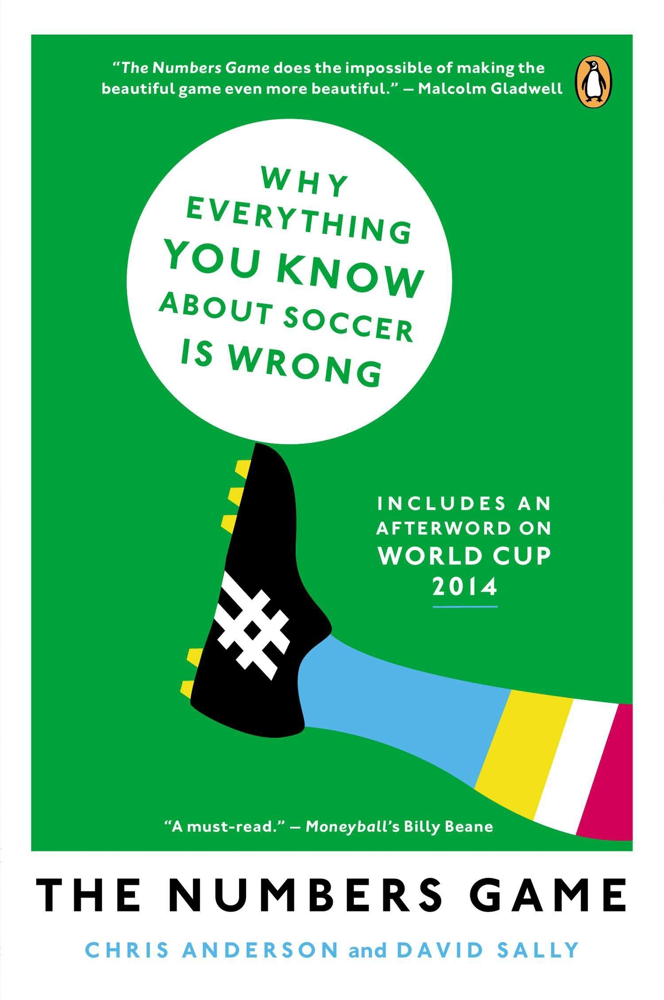 “The Numbers Game does the impossible of making the
beautiful game even more beautiful.” — Malcolm Gladwell
WHY
EVERYTHING
YOU KNOW
ABOUT SOCCER
IS WRONG
INCLUDES AN
AFTERWORD ON
WORLD CUP
2014
“A must-read.” — Moneyball’s Billy Beane
THE NUMBERS GAME
CHRIS ANDERSON and DAVID SALLY